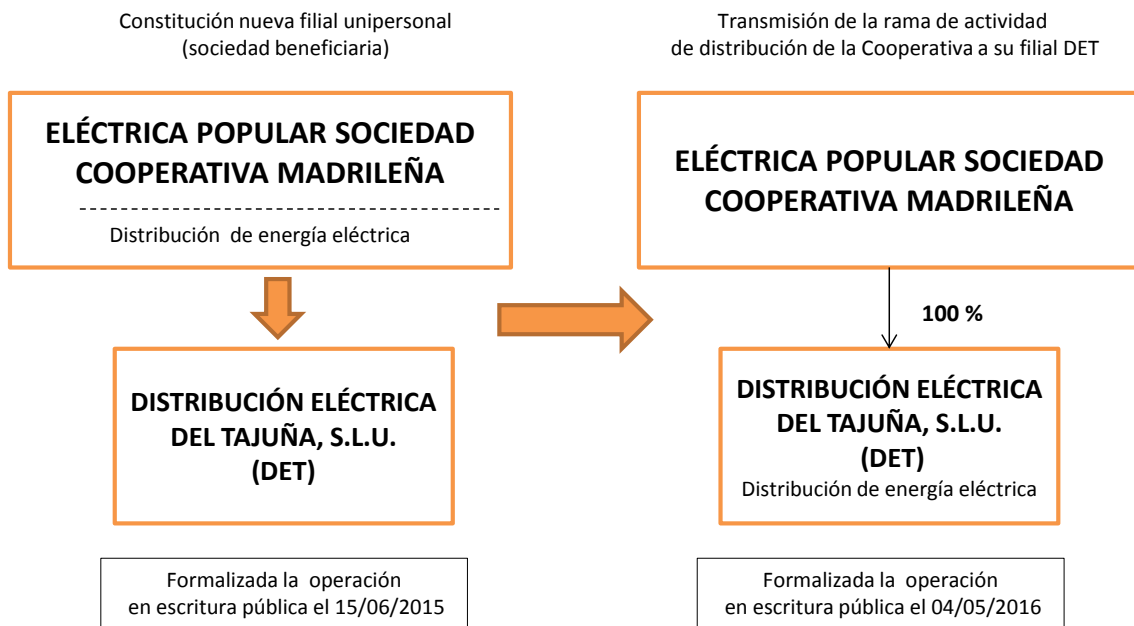 Constitución nueva filial unipersonal
(sociedad beneficiaria)
ELÉCTRICA POPULAR SOCIEDAD
COOPERATIVA MADRILEÑA
Distribución de energía eléctrica
DISTRIBUCIÓN ELÉCTRICA
DEL TAJUÑA, S.L.U.
(DET)
Formalizada la operación
en escritura pública el 15/06/2015
Transmisión de la rama de actividad
de distribución de la Cooperativa a su filial DET
ELÉCTRICA POPULAR SOCIEDAD
COOPERATIVA MADRILEÑA
100 %
DISTRIBUCIÓN ELÉCTRICA
DEL TAJUÑA, S.L.U.
(DET)
Distribución de energía eléctrica
Formalizada la operación
en escritura pública el 04/05/2016